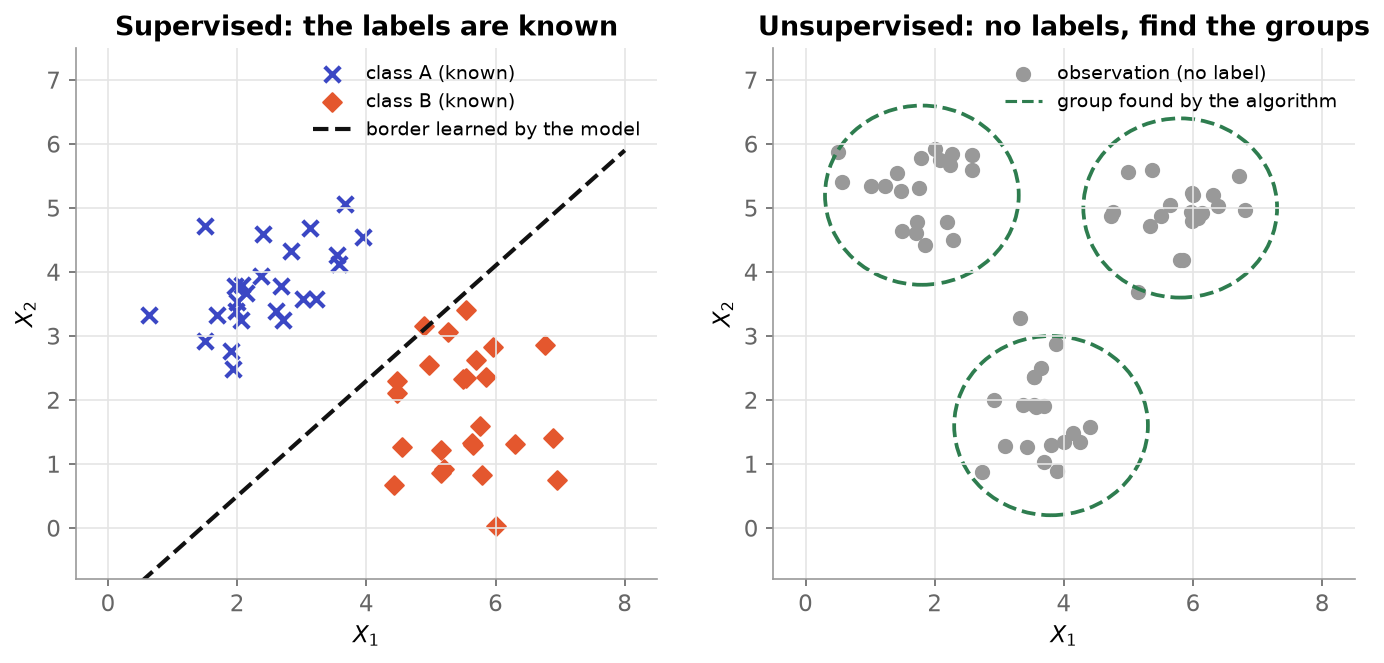 Supervised: the labels are known
class A (known)
class B (known)
border learned by the model
7
6
5
4
3
2
1
0
X₂
0 2 4 6 8
X₁
Unsupervised: no labels, find the groups
observation (no label)
group found by the algorithm
7
6
5
4
3
2
1
0
X₂
0 2 4 6 8
X₁